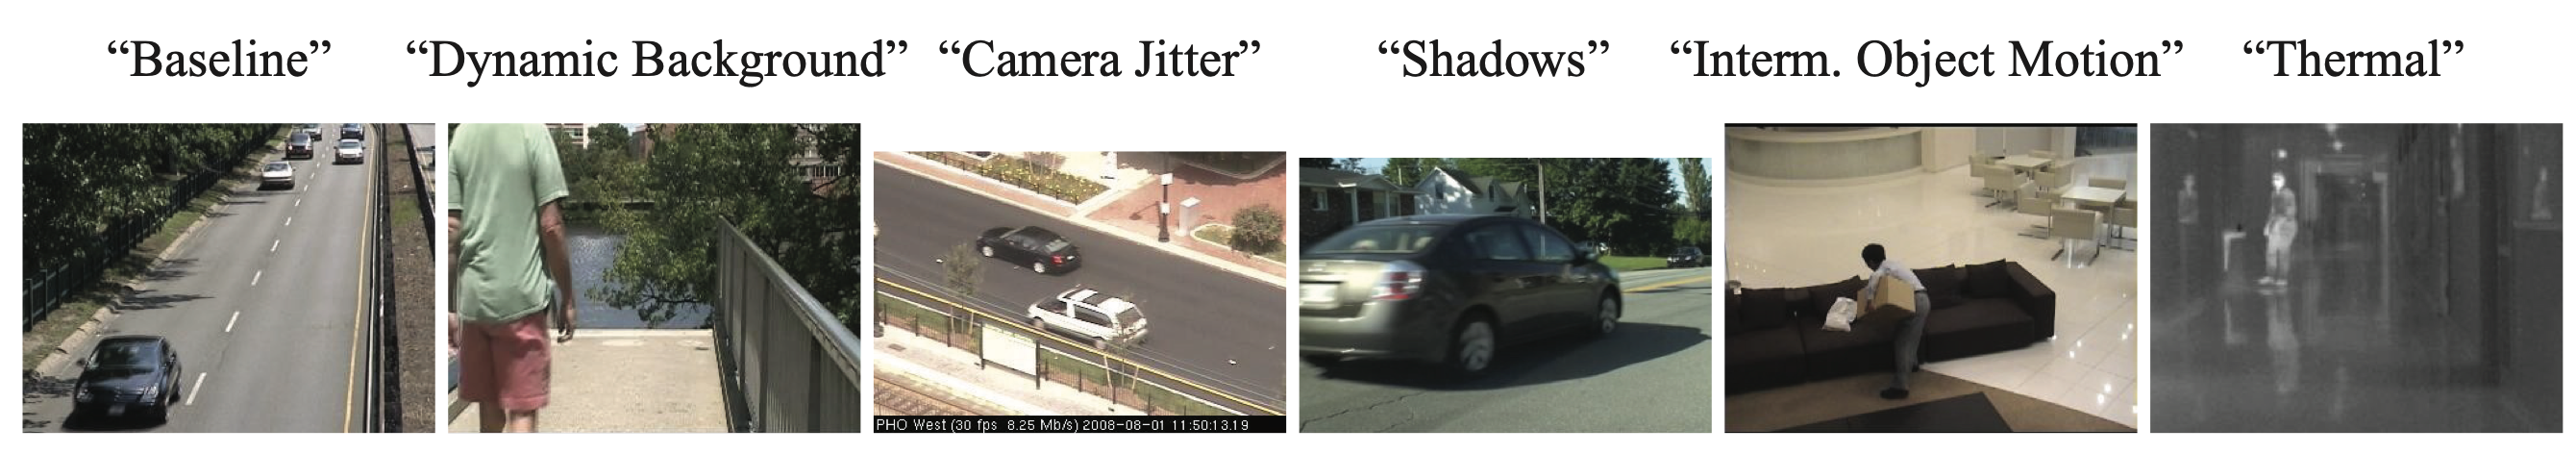 “Baseline” “Dynamic Background” “Camera Jitter” “Shadows” “Interm. Object Motion” “Thermal”
PHO West (30 fps 8.25 Mb/s) 2008-08-01 11:50:13.19